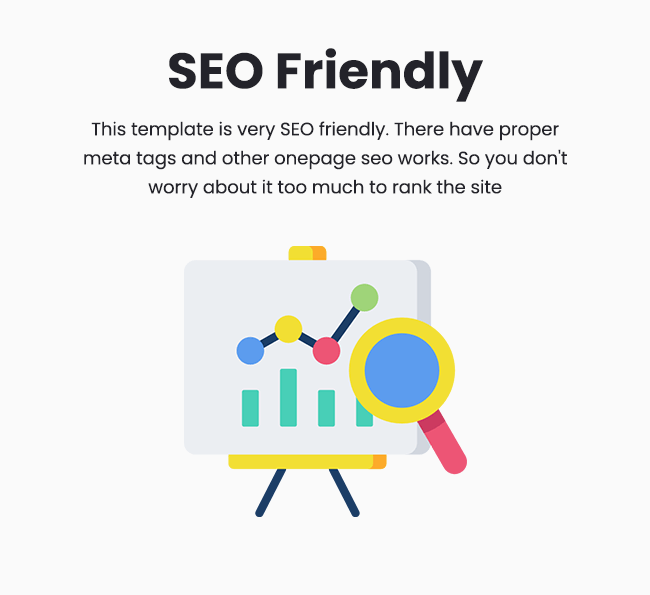 SEO Friendly
This template is very SEO friendly. There have proper
meta tags and other onepage seo works. So you don't
worry about it too much to rank the site